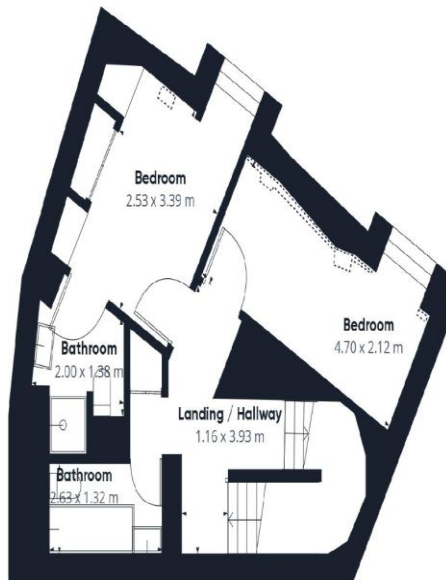 Bedroom
2.53 x 3.39 m
Bedroom
4.70 x 2.12 m
Bathroom
2.00 x 1.38 m
Landing / Hallway
1.16 x 3.93 m
Bathroom
2.63 x 1.32 m